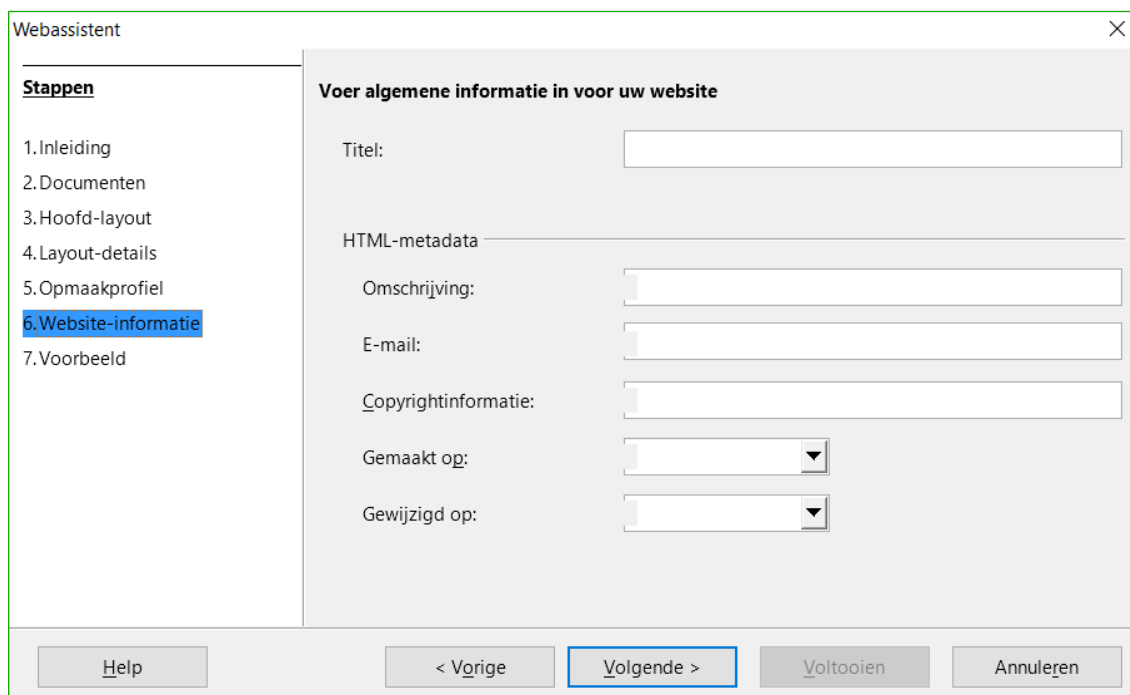 Webassistent
Stappen
1.Inleiding
2.Documenten
3.Hoofd-layout
4.Layout-details
5.Opmaakprofiel
6.Website-informatie
7.Voorbeeld
Voer algemene informatie in voor uw website
Titel:
HTML-metadata
Omschrijving:
E-mail:
Copyrightinformatie:
Gemaakt op:
Gewijzigd op:
Help
< Vorige
Volgende >
Voltooien
Annuleren